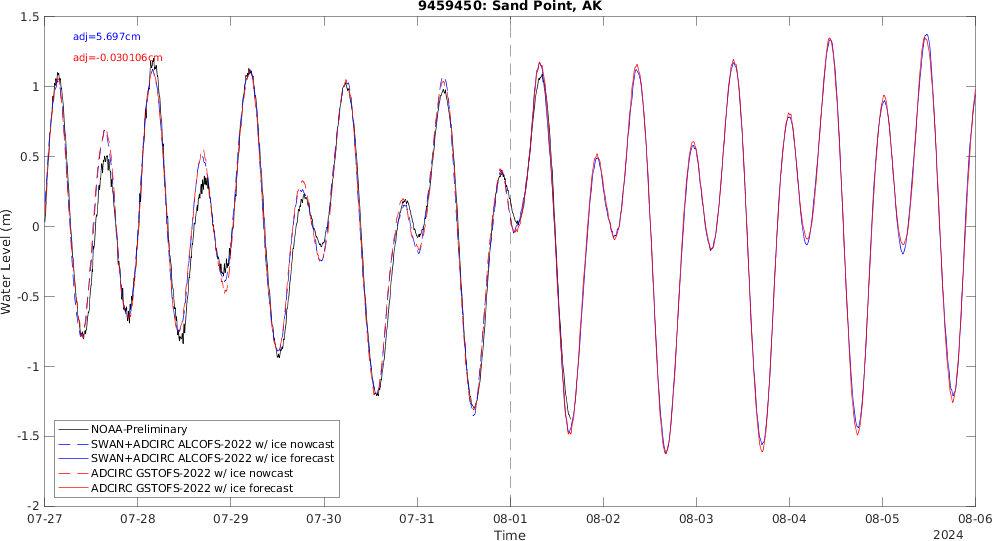 9459450: Sand Point, AK
adj=5.697cm
adj=-0.030106cm
1.5
1
0.5
0
-0.5
-1
-1.5
-2
Water Level (m)
NOAA-Preliminary
SWAN+ADCIRC ALCOFS-2022 w/ ice nowcast
SWAN+ADCIRC ALCOFS-2022 w/ ice forecast
ADCIRC GSTOFS-2022 w/ ice nowcast
ADCIRC GSTOFS-2022 w/ ice forecast
07-27 07-28 07-29 07-30 07-31 08-01 08-02 08-03 08-04 08-05 08-06
Time
2024